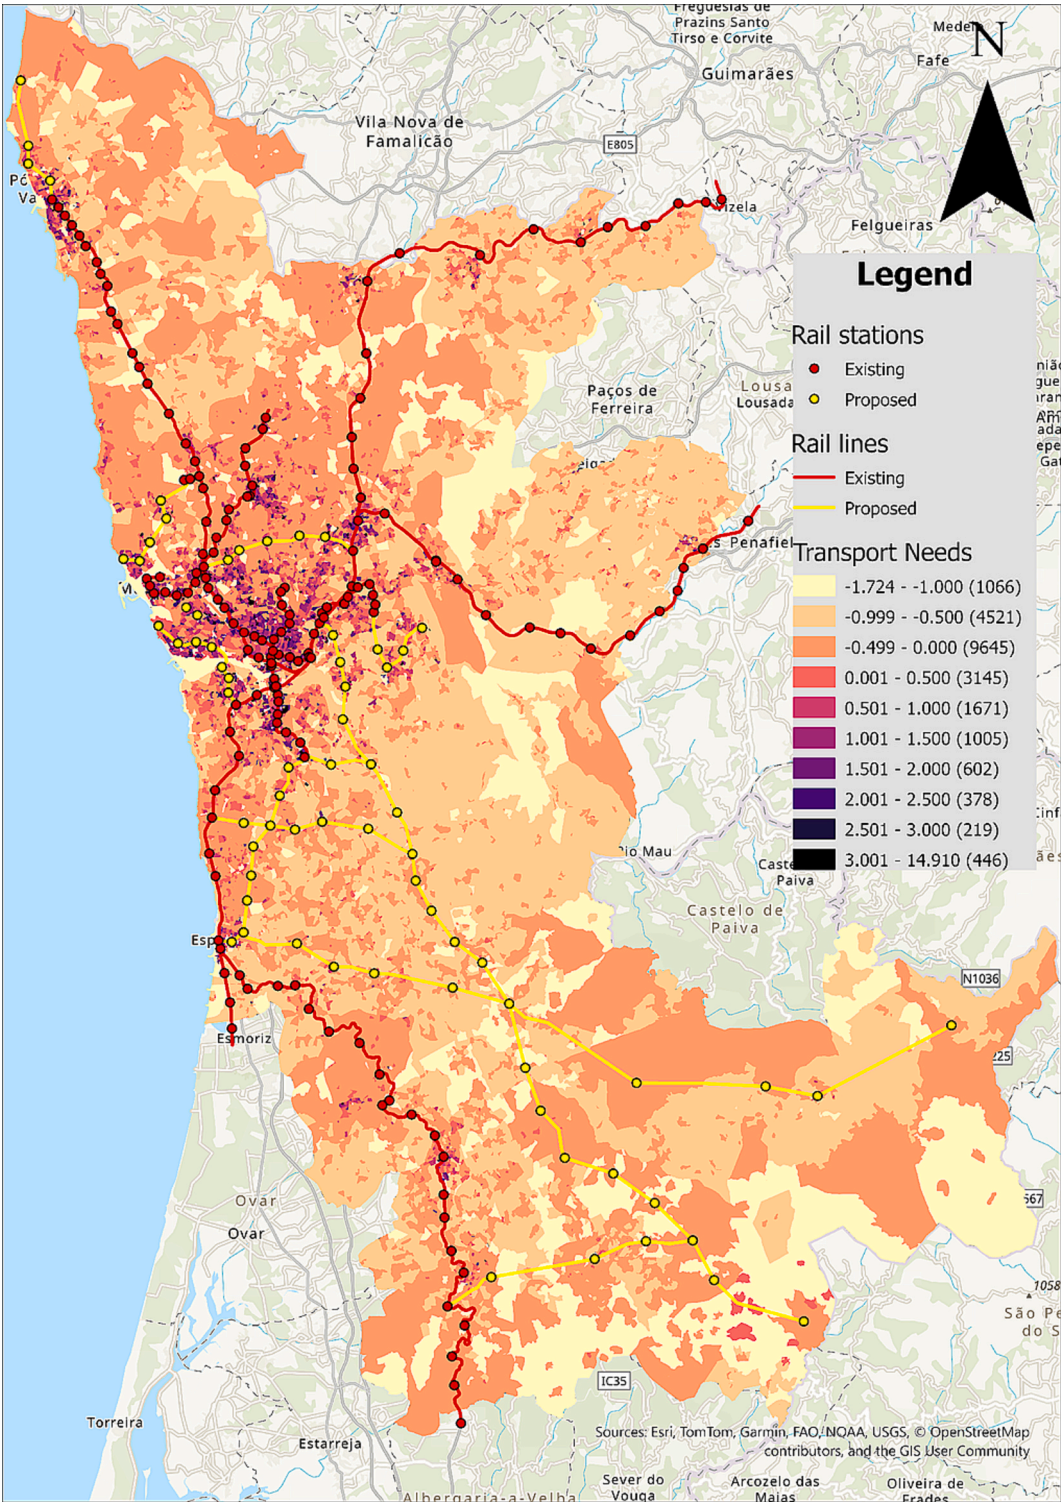 Freguesias de
Prazins Santo
Tirso e Corvite
N
Fafe
Guimarães
Vila Nova de
Famalicão
E805
Felgueiras
Legend
Rail stations
Existing
Proposed
Rail lines
Existing
Proposed
Transport Needs
-1.724 - -1.000 (1066)
-0.999 - -0.500 (4521)
-0.499 - 0.000 (9645)
0.001 - 0.500 (3145)
0.501 - 1.000 (1671)
1.001 - 1.500 (1005)
1.501 - 2.000 (602)
2.001 - 2.500 (378)
2.501 - 3.000 (219)
3.001 - 14.910 (446)
Paços de
Ferreira
Lousada
Penafiel
Rio Mau
Castelo de
Paiva
N1036
Esmoriz
Ovar
Ovar
1058
IC35
Torreira
Estarreja
Sources: Esri, TomTom, Garmin, FAO, NOAA, USGS, © OpenStreetMap
contributors, and the GIS User Community
Sever do
Vouga
Arcozelo das
Maias
Oliveira de
Frades
Albergaria-a-Velha